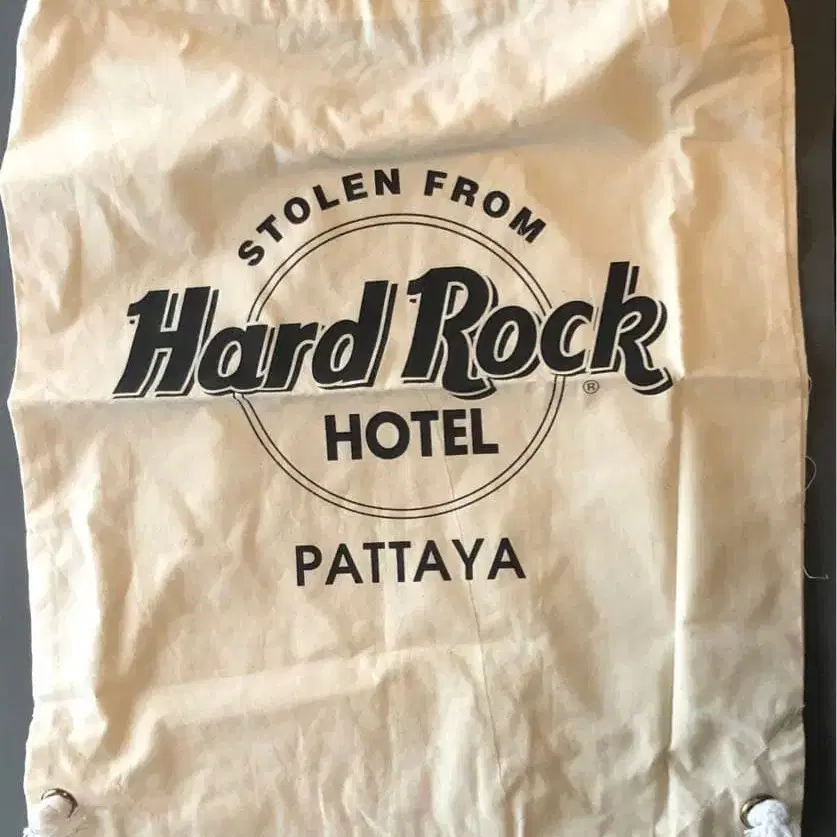 STOLEN FROM
Hard Rock
®
HOTEL
PATTAYA